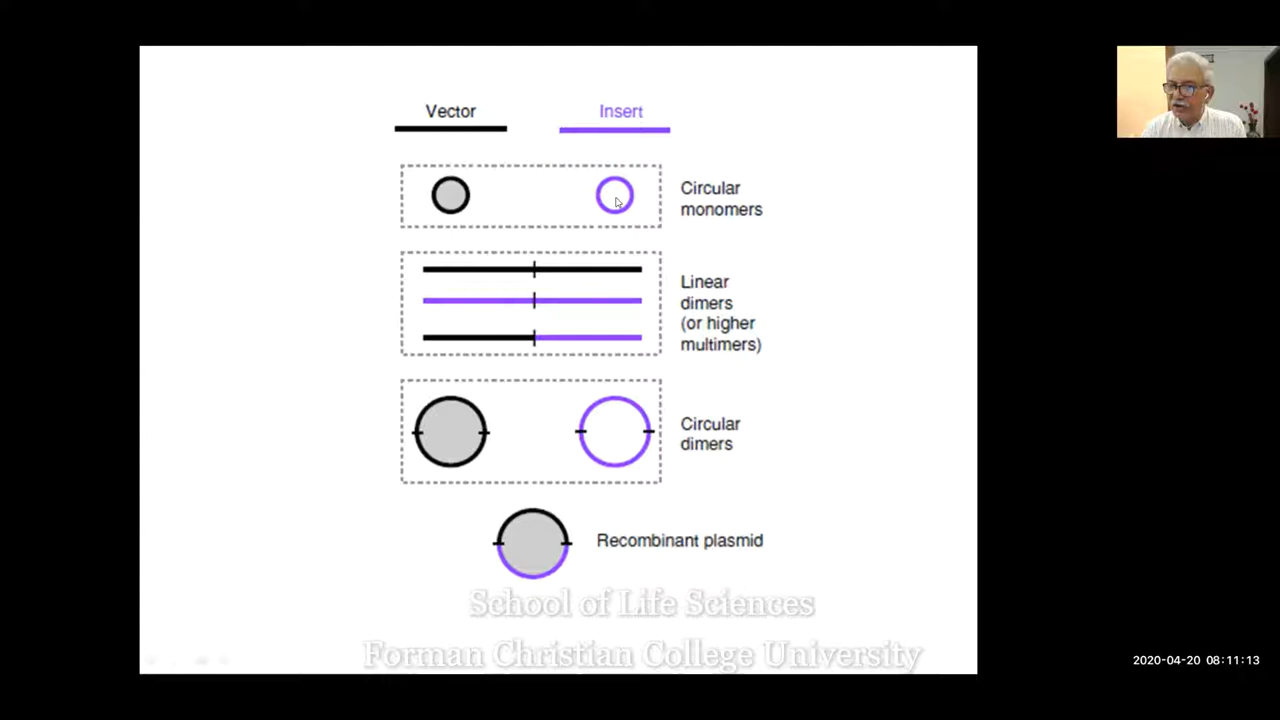 Vector
Insert
Circular
monomers
Linear
dimers
(or higher
multimers)
Circular
dimers
Recombinant plasmid
School of Life Sciences
Forman Christian College University
2020-04-20 08:11:13